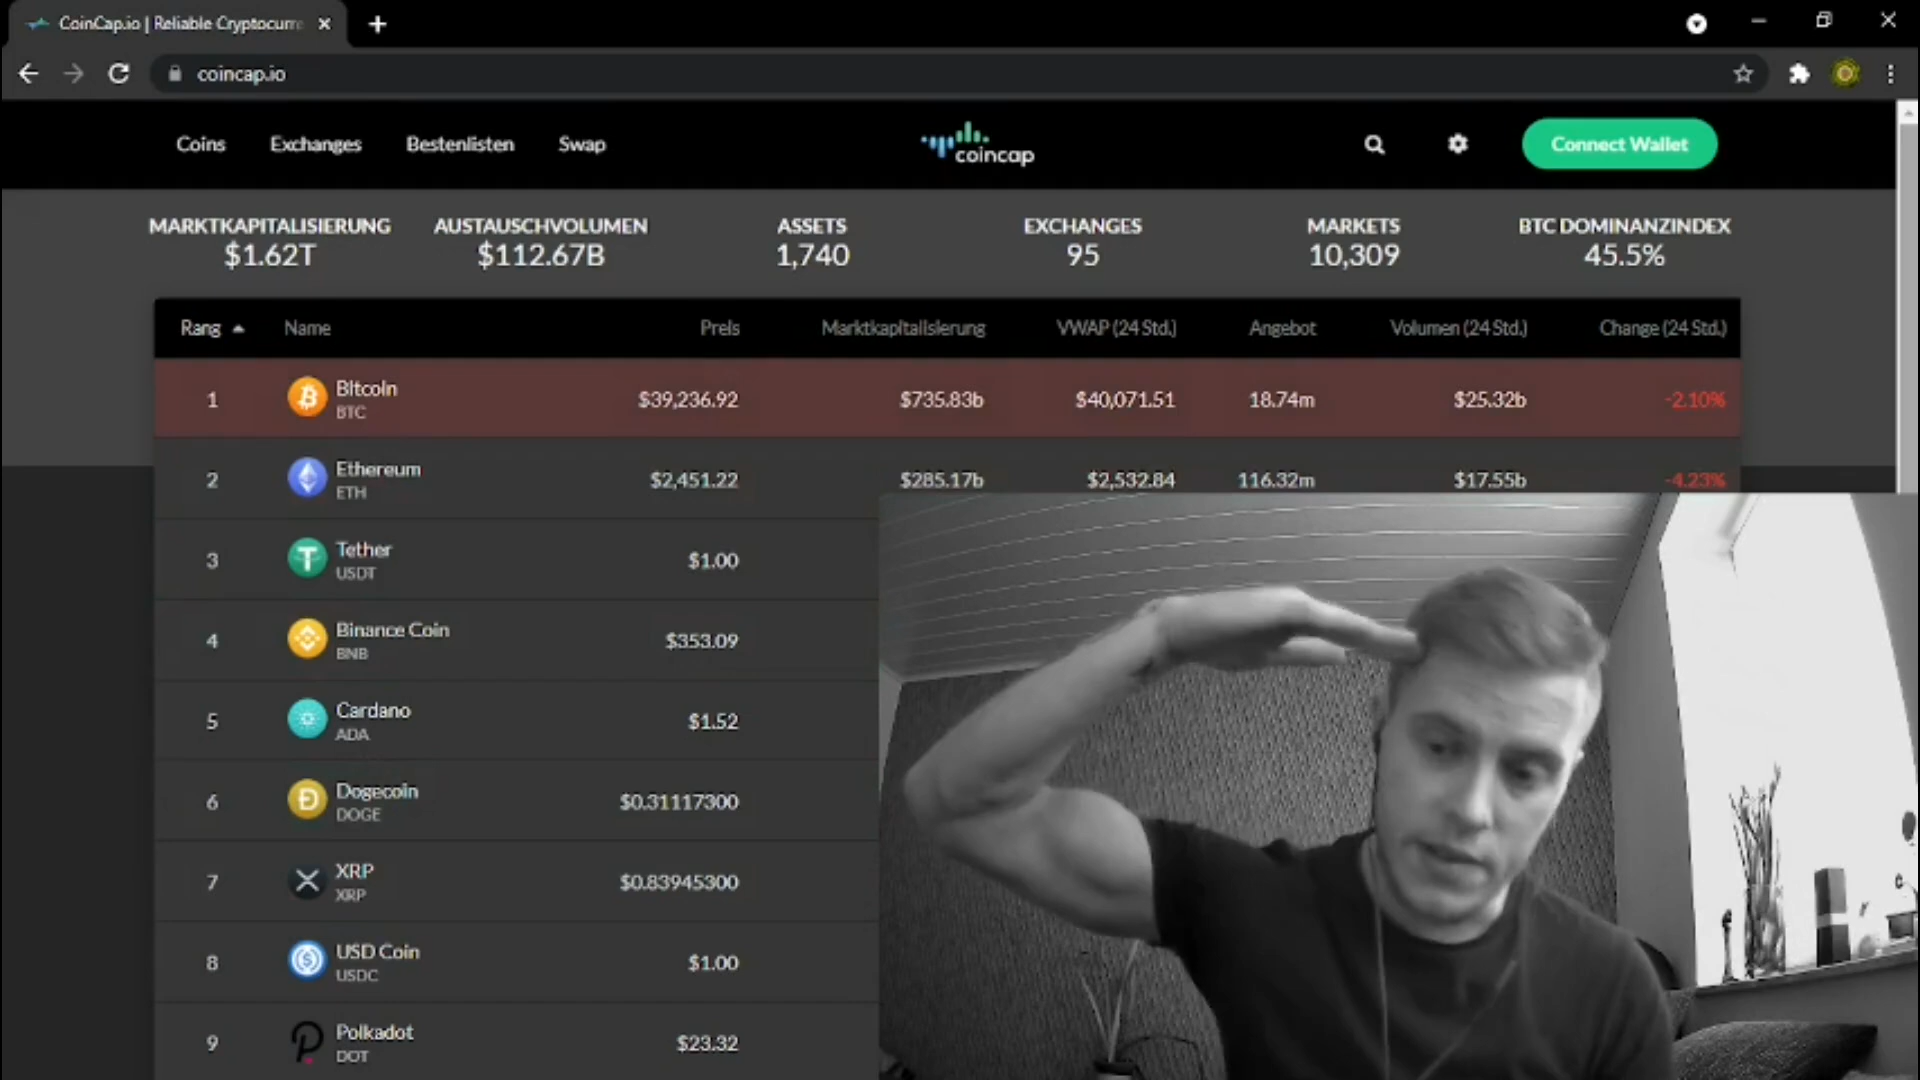 CoinCap.io | Reliable Cryptocurre
coincap.io
Coins Exchanges Bestenlisten Swap coincap Connect Wallet
MARKTKAPITALISIERUNG AUSTAUSCHVOLUMEN ASSETS EXCHANGES MARKETS BTC DOMINANZINDEX
$1.62T $112.67B 1,740 95 10,309 45.5%
Rang Name Preis Marktkapitalisierung VWAP (24 Std.) Angebot Volumen (24 Std.) Change (24 Std.)
1 Bitcoin $39,236.92 $735.83b $40,071.51 18.74m $25.32b -2.10%
BTC
2 Ethereum $2,451.22 $285.17b $2,532.84 116.32m $17.55b -4.23%
ETH
3 Tether $1.00
USDT
4 Binance Coin $353.09
BNB
5 Cardano $1.52
ADA
6 Dogecoin $0.31117300
DOGE
7 XRP $0.83945300
XRP
8 USD Coin $1.00
USDC
9 Polkadot $23.32
DOT